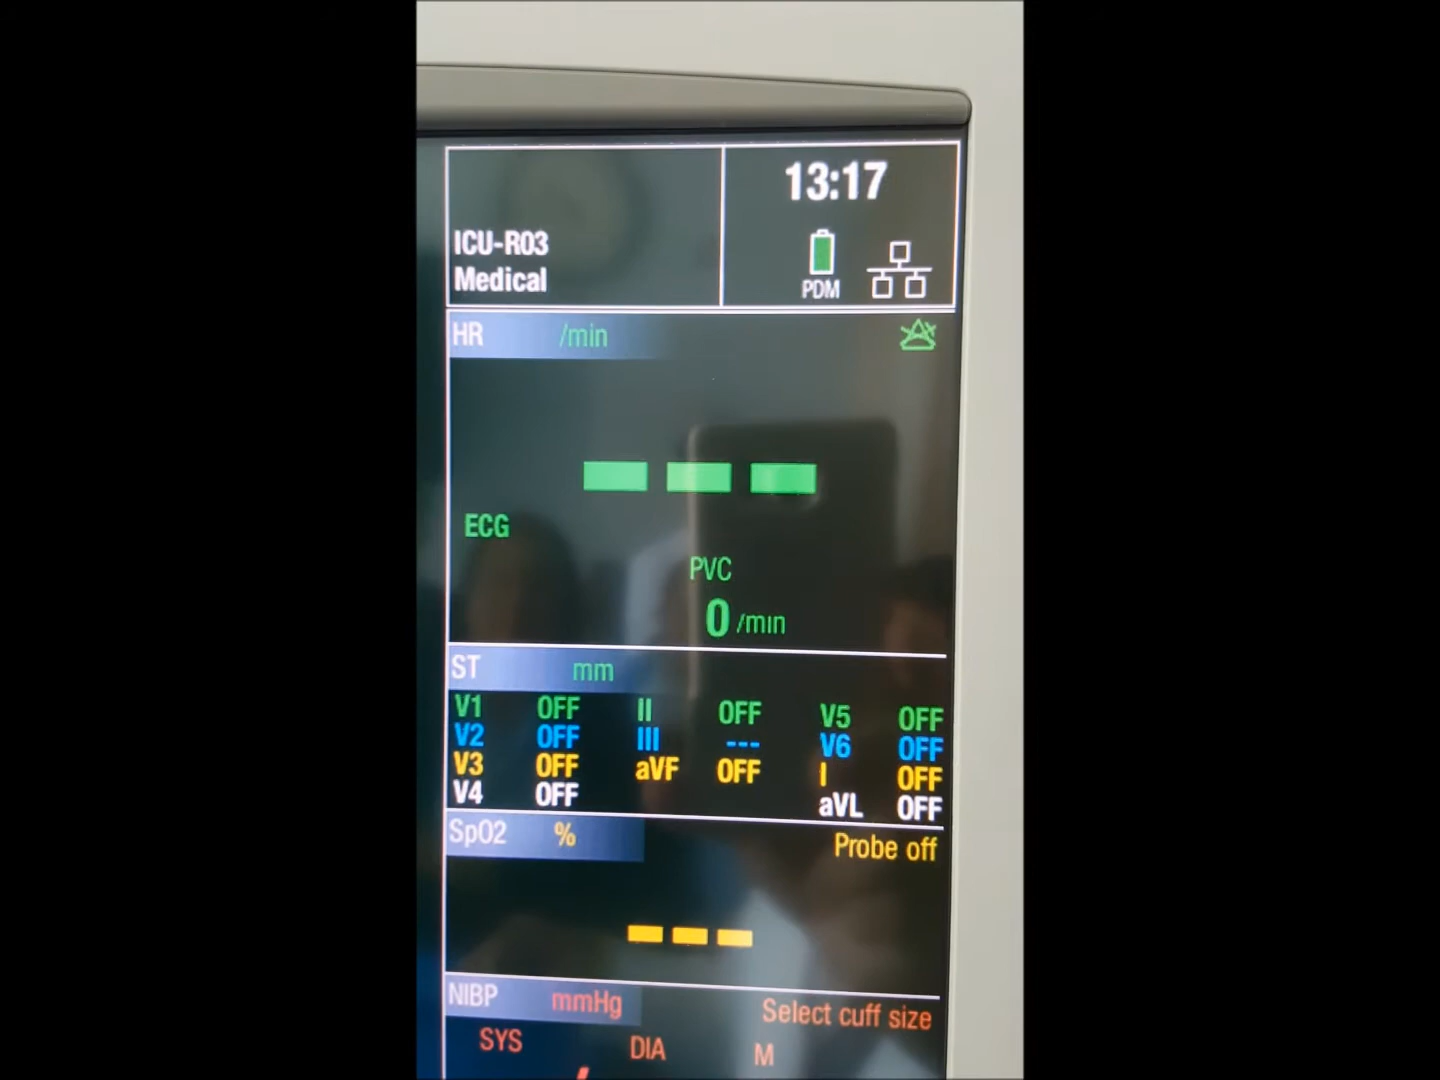 13:17
ICU-R03
Medical
PDM
HR /min
--- 
ECG
PVC
0 /min
ST mm
V1 OFF II OFF V5 OFF
V2 OFF III --- V6 OFF
V3 OFF aVF OFF I OFF
V4 OFF aVL OFF
SpO2 % Probe off
---
NIBP mmHg Select cuff size
SYS DIA M